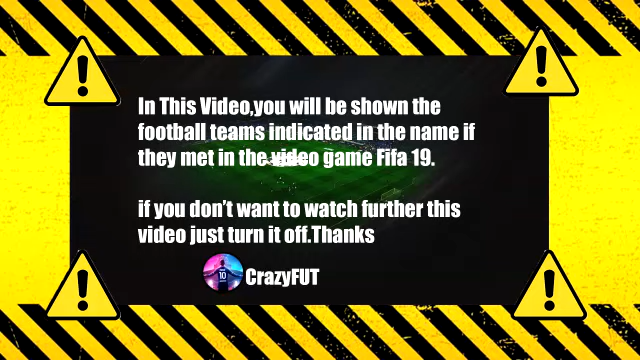 In This Video,you will be shown the
football teams indicated in the name if
they met in the video game Fifa 19.
if you don't want to watch further this
video just turn it off.Thanks
10
CrazyFUT